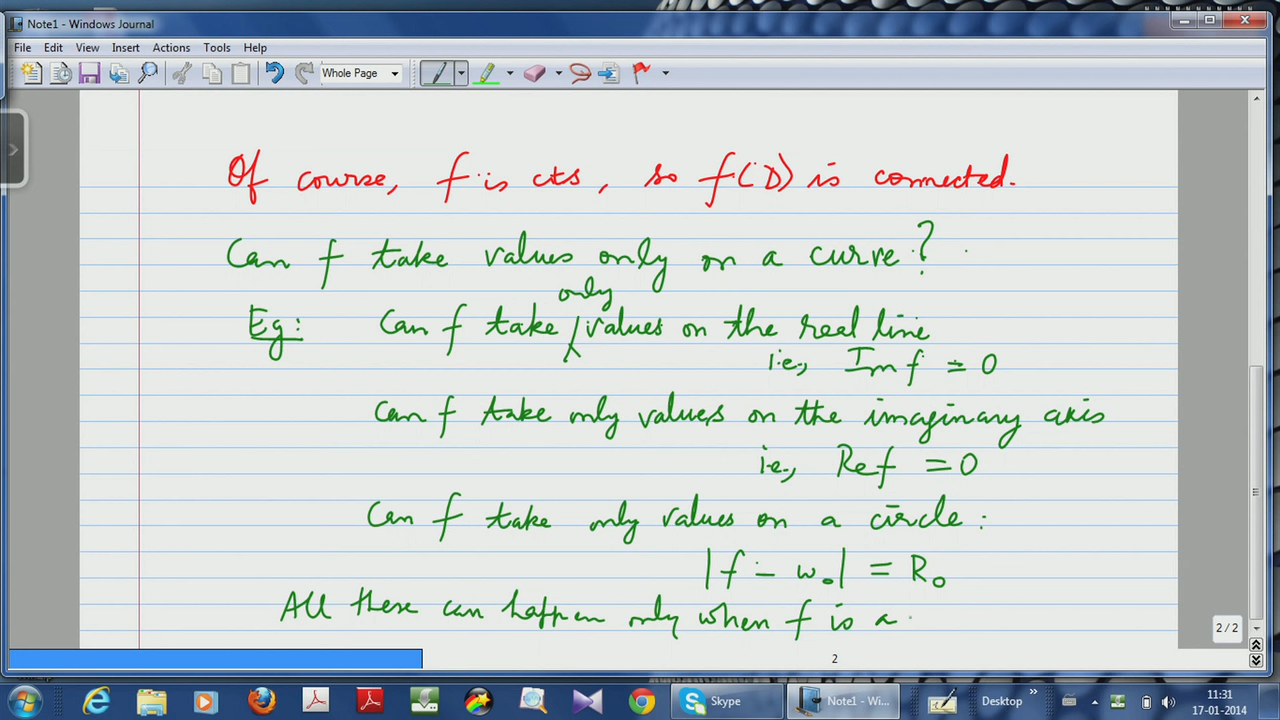 Note1 - Windows Journal
File Edit View Insert Actions Tools Help
Whole Page
Of course, f is cts, so f(D) is connected.
Can f take values only on a curve?
only
Eg: Can f take values on the real line
i.e., Im f = 0
Can f take only values on the imaginary axis
i.e., Re f = 0
Can f take only values on a circle:
|f - w₀| = R₀
All these can happen only when f is a
2/2
2
Skype
Note1 - Wi...
Desktop
11:31
17-01-2014